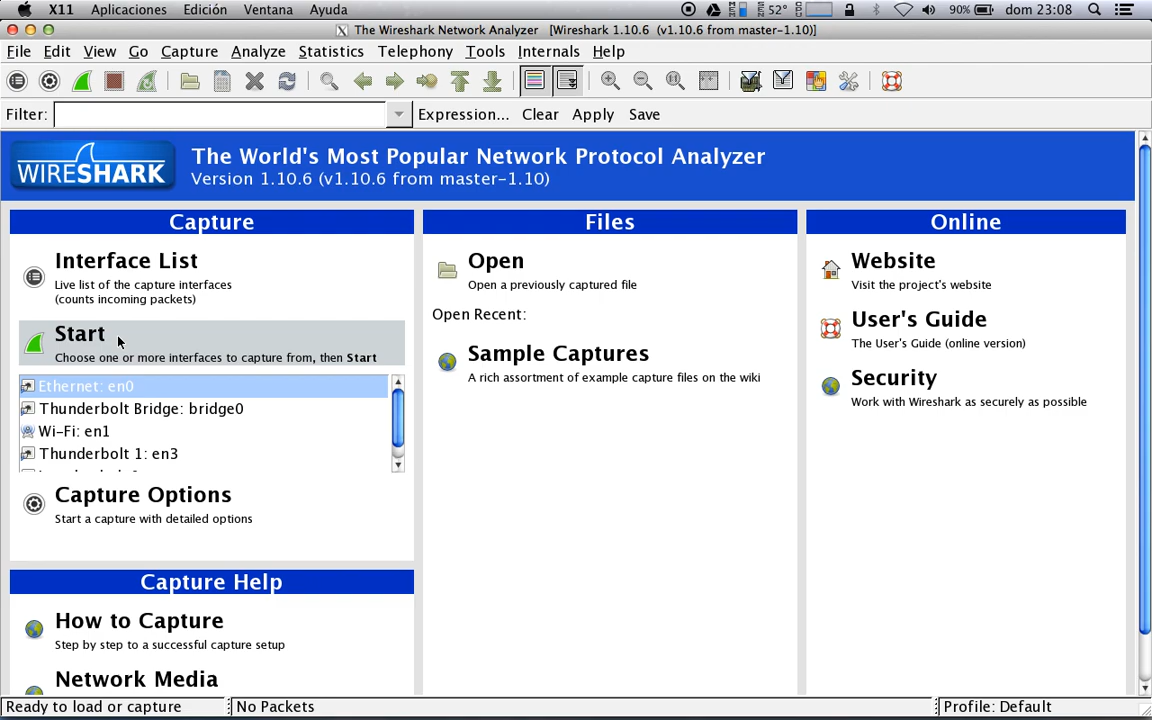 X11 Aplicaciones Edición Ventana Ayuda 52° 90% dom 23:08
The Wireshark Network Analyzer [Wireshark 1.10.6 (v1.10.6 from master-1.10)]
File Edit View Go Capture Analyze Statistics Telephony Tools Internals Help
Filter: Expression... Clear Apply Save
WIRESHARK
The World's Most Popular Network Protocol Analyzer
Version 1.10.6 (v1.10.6 from master-1.10)
Capture
Interface List
Live list of the capture interfaces
(counts incoming packets)
Start
Choose one or more interfaces to capture from, then Start
Ethernet: en0
Thunderbolt Bridge: bridge0
Wi-Fi: en1
Thunderbolt 1: en3
Capture Options
Start a capture with detailed options
Capture Help
How to Capture
Step by step to a successful capture setup
Network Media
Files
Open
Open a previously captured file
Open Recent:
Sample Captures
A rich assortment of example capture files on the wiki
Online
Website
Visit the project's website
User's Guide
The User's Guide (online version)
Security
Work with Wireshark as securely as possible
Ready to load or capture
No Packets
Profile: Default